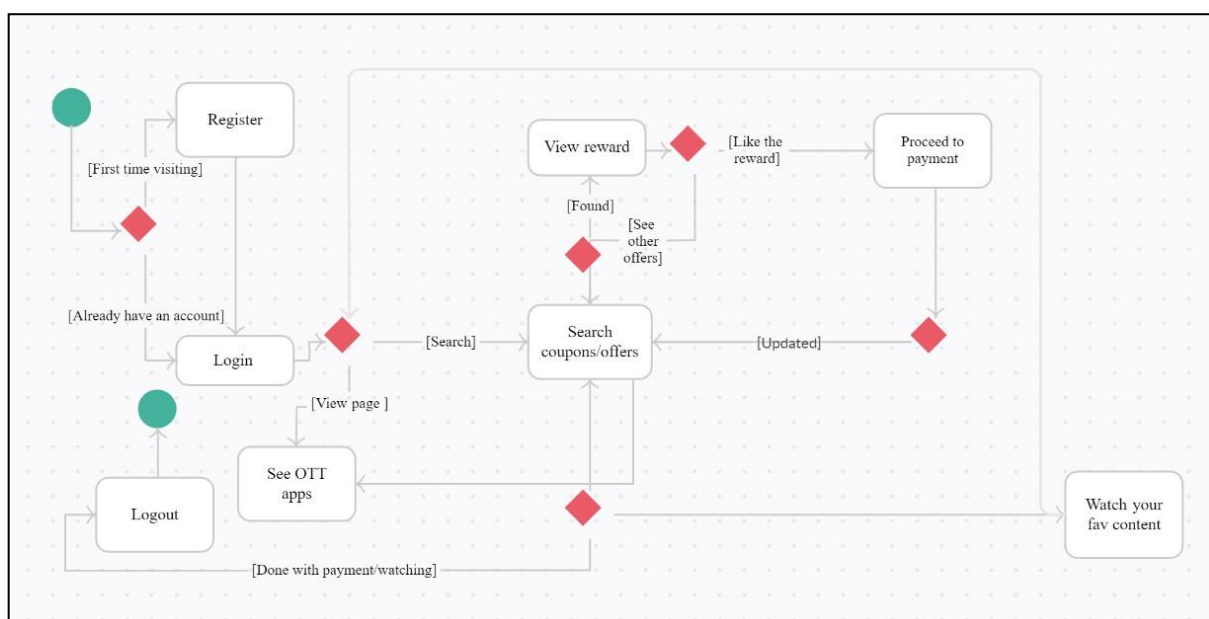 Register
View reward
[Like the
reward]
Proceed to
payment
[First time visiting]
[Found]
[See
other
offers]
[Already have an account]
Login
[Search]
Search
coupons/offers
[Updated]
[View page ]
See OTT
apps
Logout
Watch your
fav content
[Done with payment/watching]